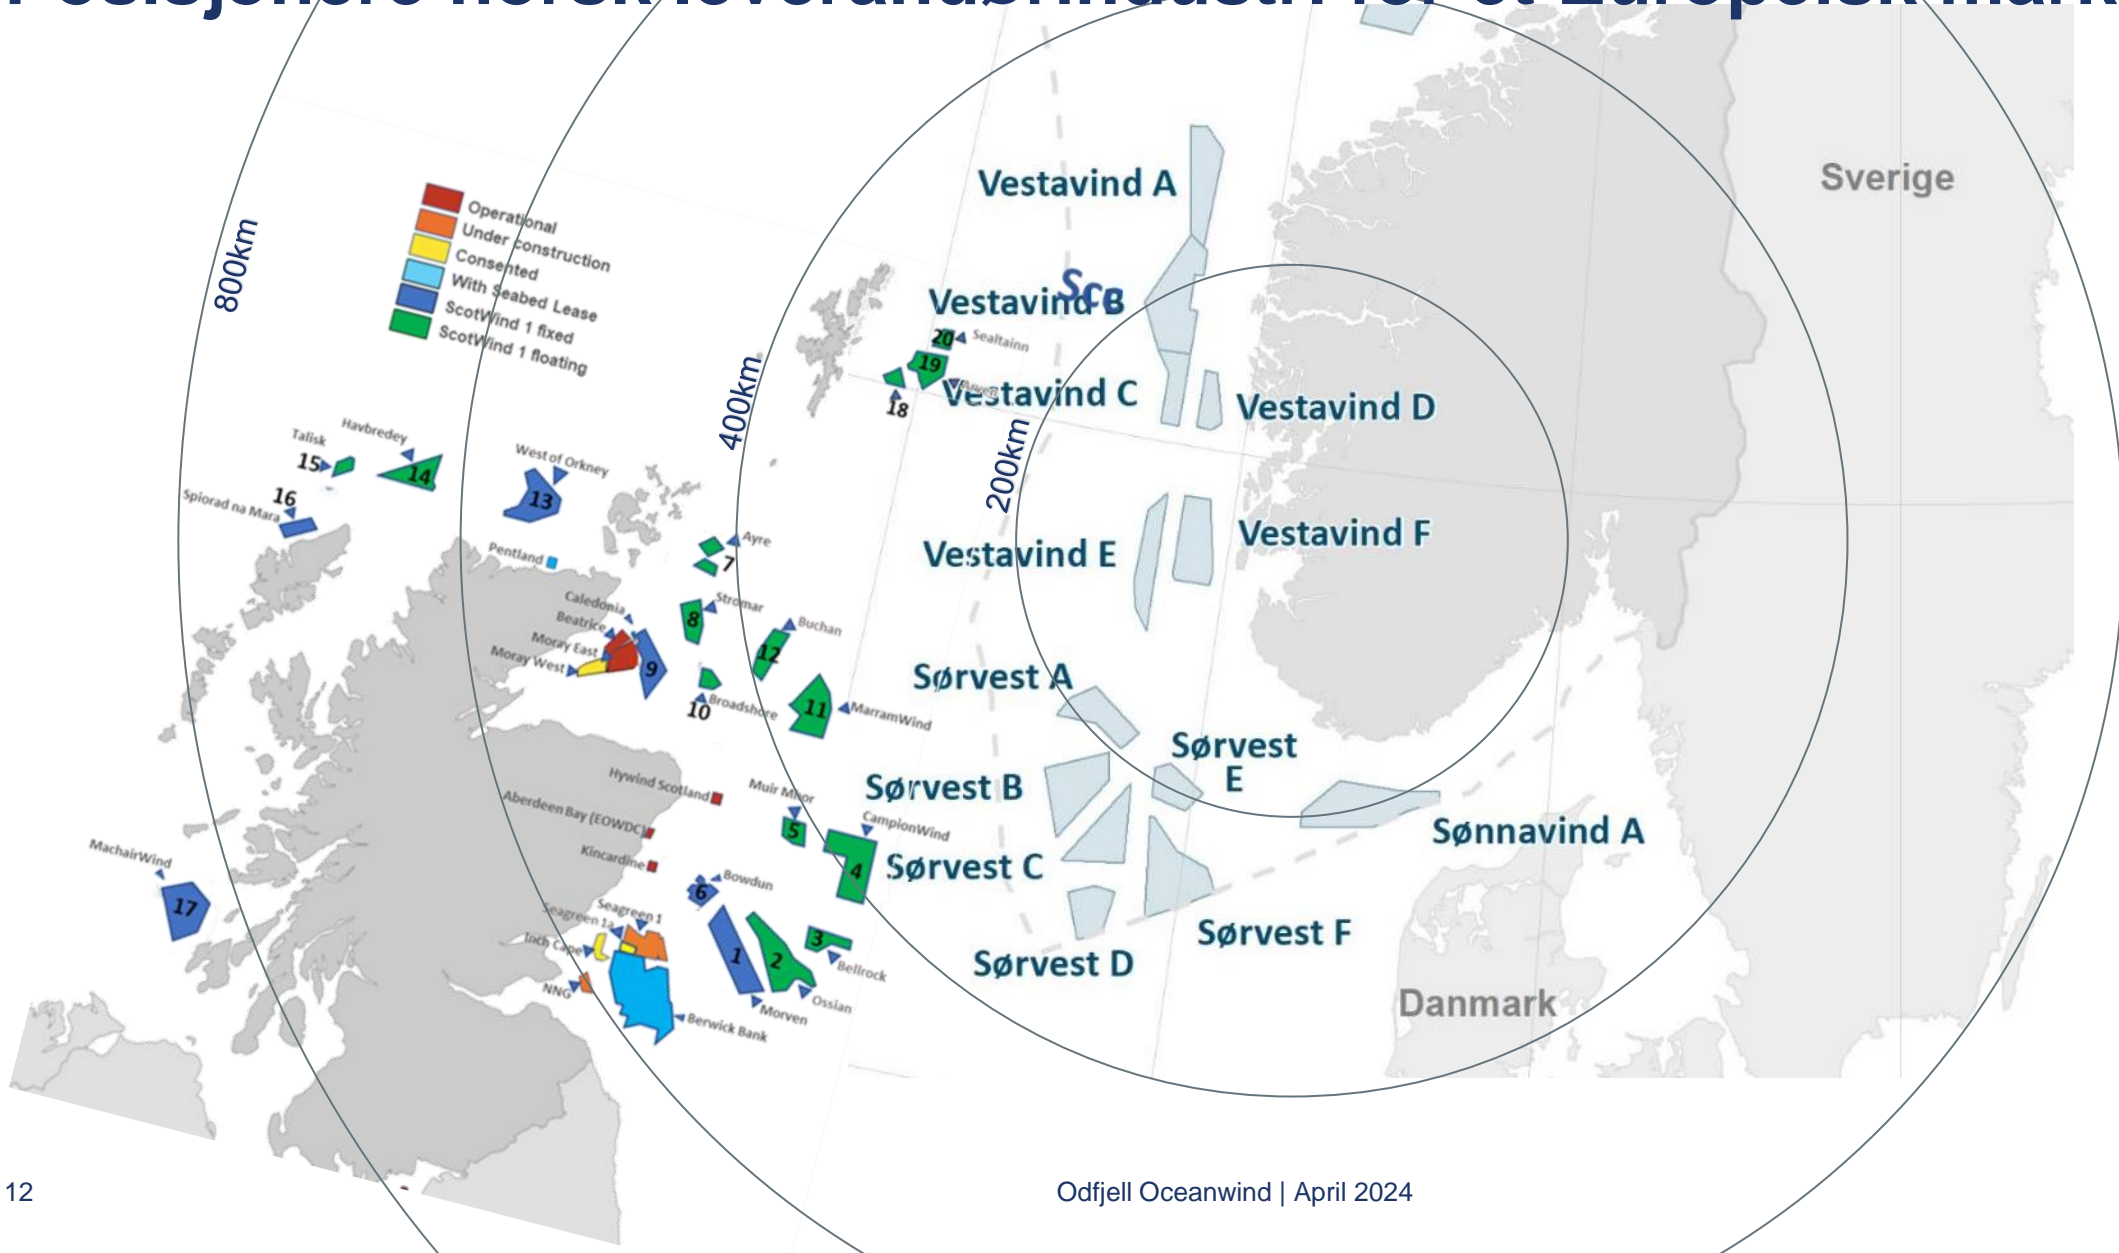 800km
400km
200km
Operational
Under construction
Consented
With Seabed Lease
ScotWind 1 fixed
ScotWind 1 floating
Vestavind A
Vestavind B
Vestavind C
Vestavind D
Vestavind E
Vestavind F
Sørvest A
Sørvest B
Sørvest C
Sørvest D
Sørvest
E
Sørvest F
Sønnavind A
Sverige
Danmark
20
Sealtainn
19
18
Talisk
15
Havbredey
14
16
Spiorad na Mara
West of Orkney
13
Pentland
Ayre
7
Stromar
8
Caledonia
Beatrice
Moray East
Moray West
9
Buchan
12
10
Broadshore
11
MarramWind
Hywind Scotland
Aberdeen Bay (EOWDC)
Kincardine
Muir Mhor
5
CampionWind
4
MachairWind
17
6
Bowdun
Seagreen 1
Seagreen 1a
Inch Cape
NNG
1
2
3
Bellrock
Ossian
Morven
Berwick Bank
12
Odfjell Oceanwind | April 2024